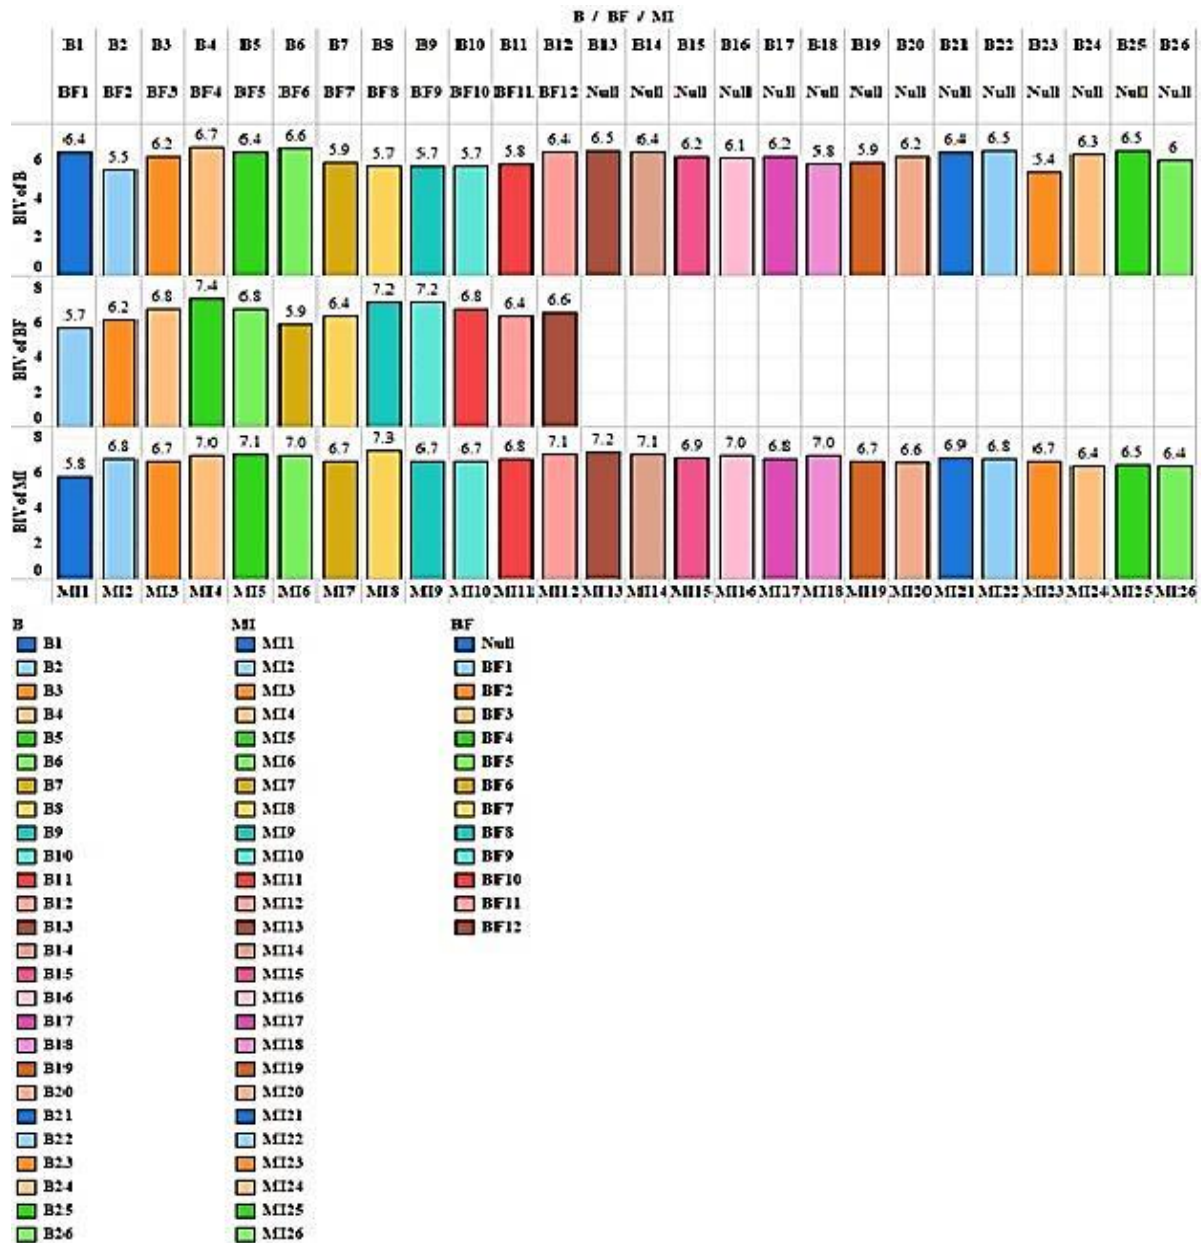 B / BF / MI
B1 B2 B3 B4 B5 B6 B7 B8 B9 B10 B11 B12 B13 B14 B15 B16 B17 B18 B19 B20 B21 B22 B23 B24 B25 B26
BF1 BF2 BF3 BF4 BF5 BF6 BF7 BF8 BF9 BF10 BF11 BF12 Null Null Null Null Null Null Null Null Null Null Null Null Null Null
6.4 5.5 6.2 6.7 6.4 6.6 5.9 5.7 5.7 5.7 5.8 6.4 6.5 6.4 6.2 6.1 6.2 5.8 5.9 6.2 6.4 6.5 5.4 6.3 6.5 6
BIV of B
6
4
2
0
5.7 6.2 6.8 7.4 6.8 5.9 6.4 7.2 7.2 6.8 6.4 6.6
BIV of BF
8
6
4
2
0
5.8 6.8 6.7 7.0 7.1 7.0 6.7 7.3 6.7 6.7 6.8 7.1 7.2 7.1 6.9 7.0 6.8 7.0 6.7 6.6 6.9 6.8 6.7 6.4 6.5 6.4
BIV of MI
8
6
4
2
0
MI1 MI2 MI3 MI4 MI5 MI6 MI7 MI8 MI9 MI10 MI11 MI12 MI13 MI14 MI15 MI16 MI17 MI18 MI19 MI20 MI21 MI22 MI23 MI24 MI25 MI26
B
B1
B2
B3
B4
B5
B6
B7
B8
B9
B10
B11
B12
B13
B14
B15
B16
B17
B18
B19
B20
B21
B22
B23
B24
B25
B26
MI
MI1
MI2
MI3
MI4
MI5
MI6
MI7
MI8
MI9
MI10
MI11
MI12
MI13
MI14
MI15
MI16
MI17
MI18
MI19
MI20
MI21
MI22
MI23
MI24
MI25
MI26
BF
Null
BF1
BF2
BF3
BF4
BF5
BF6
BF7
BF8
BF9
BF10
BF11
BF12